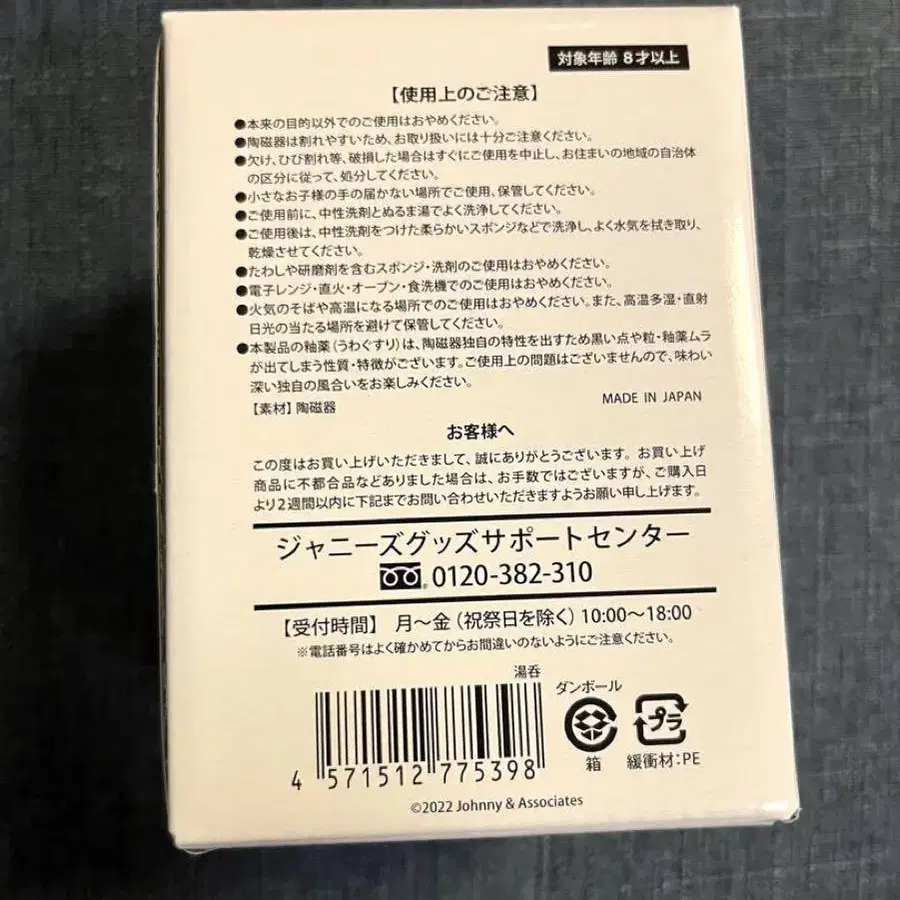 対象年齢 8才以上
【使用上のご注意】
●本来の目的以外でのご使用はおやめください。
●陶磁器は割れやすいため、お取り扱いには十分ご注意ください。
●欠け、ひび割れ等、破損した場合はすぐにご使用を中止し、お住まいの地域の自治体
の区分に従って、処分してください。
●小さなお子様の手の届かない場所でご使用、保管してください。
●ご使用前に、中性洗剤とぬるま湯でよく洗浄してください。
●ご使用後は、中性洗剤をつけた柔らかいスポンジなどで洗浄し、よく水気を拭き取り、
乾燥させてください。
●たわしや研磨剤を含むスポンジ・洗剤のご使用はおやめください。
●電子レンジ・直火・オーブン・食洗機でのご使用はおやめください。
●火気のそばや高温になる場所でのご使用はおやめください。また、高温多湿・直射
日光の当たる場所を避けて保管してください。
●本製品の釉薬(うわぐすり)は、陶磁器独自の特性を出すため黒い点や粒・釉薬ムラ
が出てしまう性質・特徴がございます。ご使用上の問題はございませんので、味わい
深い独自の風合いをお楽しみください。
【素材】陶磁器
MADE IN JAPAN
お客様へ
この度はお買い上げいただきまして、誠にありがとうございます。お買い上げ
商品に不都合品などありました場合は、お手数ではございますが、ご購入日
より2週間以内に下記までお問い合わせいただきますようお願い申し上げます。
ジャニーズグッズサポートセンター
0120-382-310
【受付時間】 月〜金(祝祭日を除く)10:00〜18:00
※電話番号はよく確かめてからお間違いのないようにご注意ください。
湯呑
4 571512 775398
ダンボール
箱
プラ
緩衝材:PE
©2022 Johnny & Associates